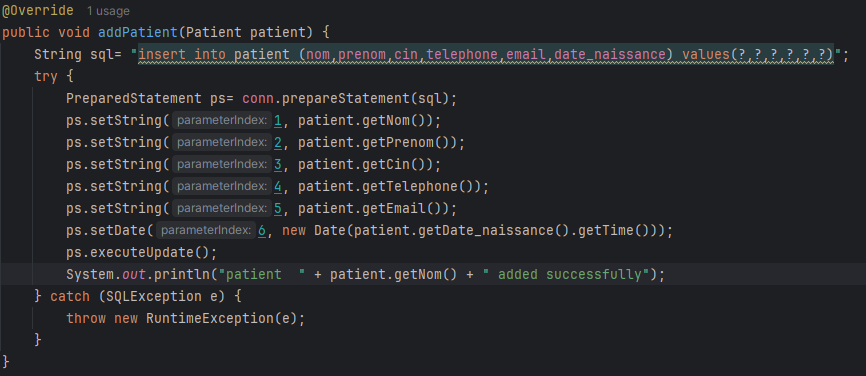 @Override 1 usage
public void addPatient(Patient patient) {
String sql= "insert into patient (nom,prenom,cin,telephone,email,date_naissance) values(?,?,?,?,?,?)";
try {
PreparedStatement ps= conn.prepareStatement(sql);
ps.setString( parameterIndex: 1, patient.getNom());
ps.setString( parameterIndex: 2, patient.getPrenom());
ps.setString( parameterIndex: 3, patient.getCin());
ps.setString( parameterIndex: 4, patient.getTelephone());
ps.setString( parameterIndex: 5, patient.getEmail());
ps.setDate( parameterIndex: 6, new Date(patient.getDate_naissance().getTime()));
ps.executeUpdate();
System.out.println("patient  " + patient.getNom() + " added successfully");
} catch (SQLException e) {
throw new RuntimeException(e);
}
}